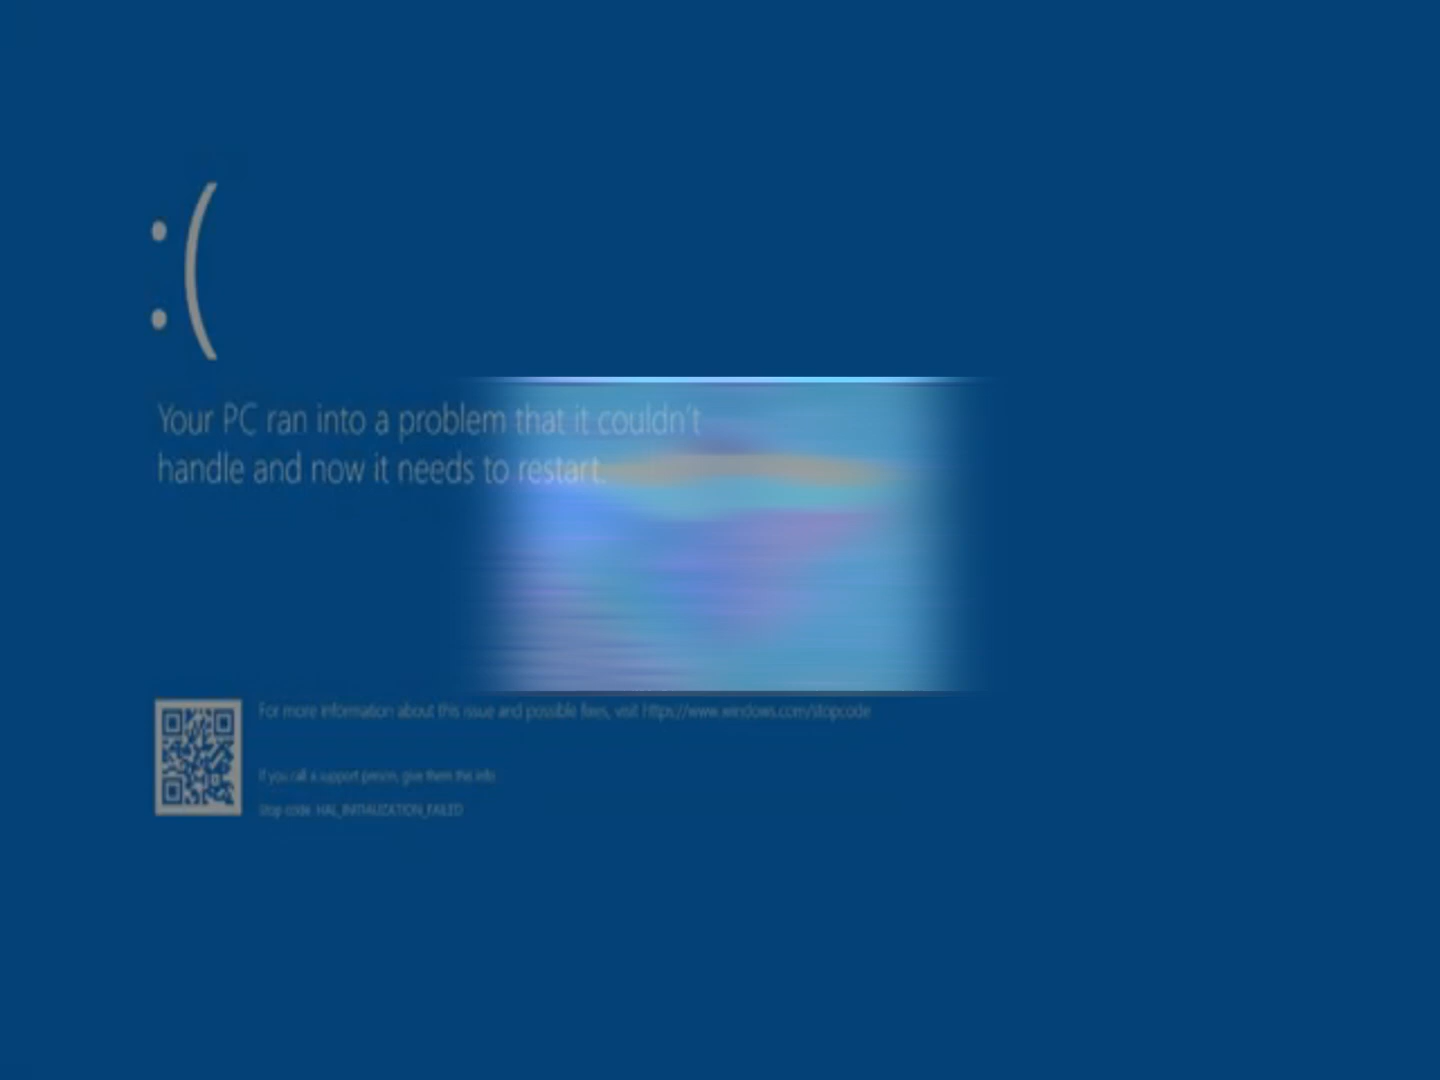 :(
Your PC ran into a problem that it couldn't
handle and now it needs to restart.
For more information about this issue and possible fixes, visit https://www.windows.com/stopcode
If you call a support person, give them this info
Stop code: HAL_INITIALIZATION_FAILED